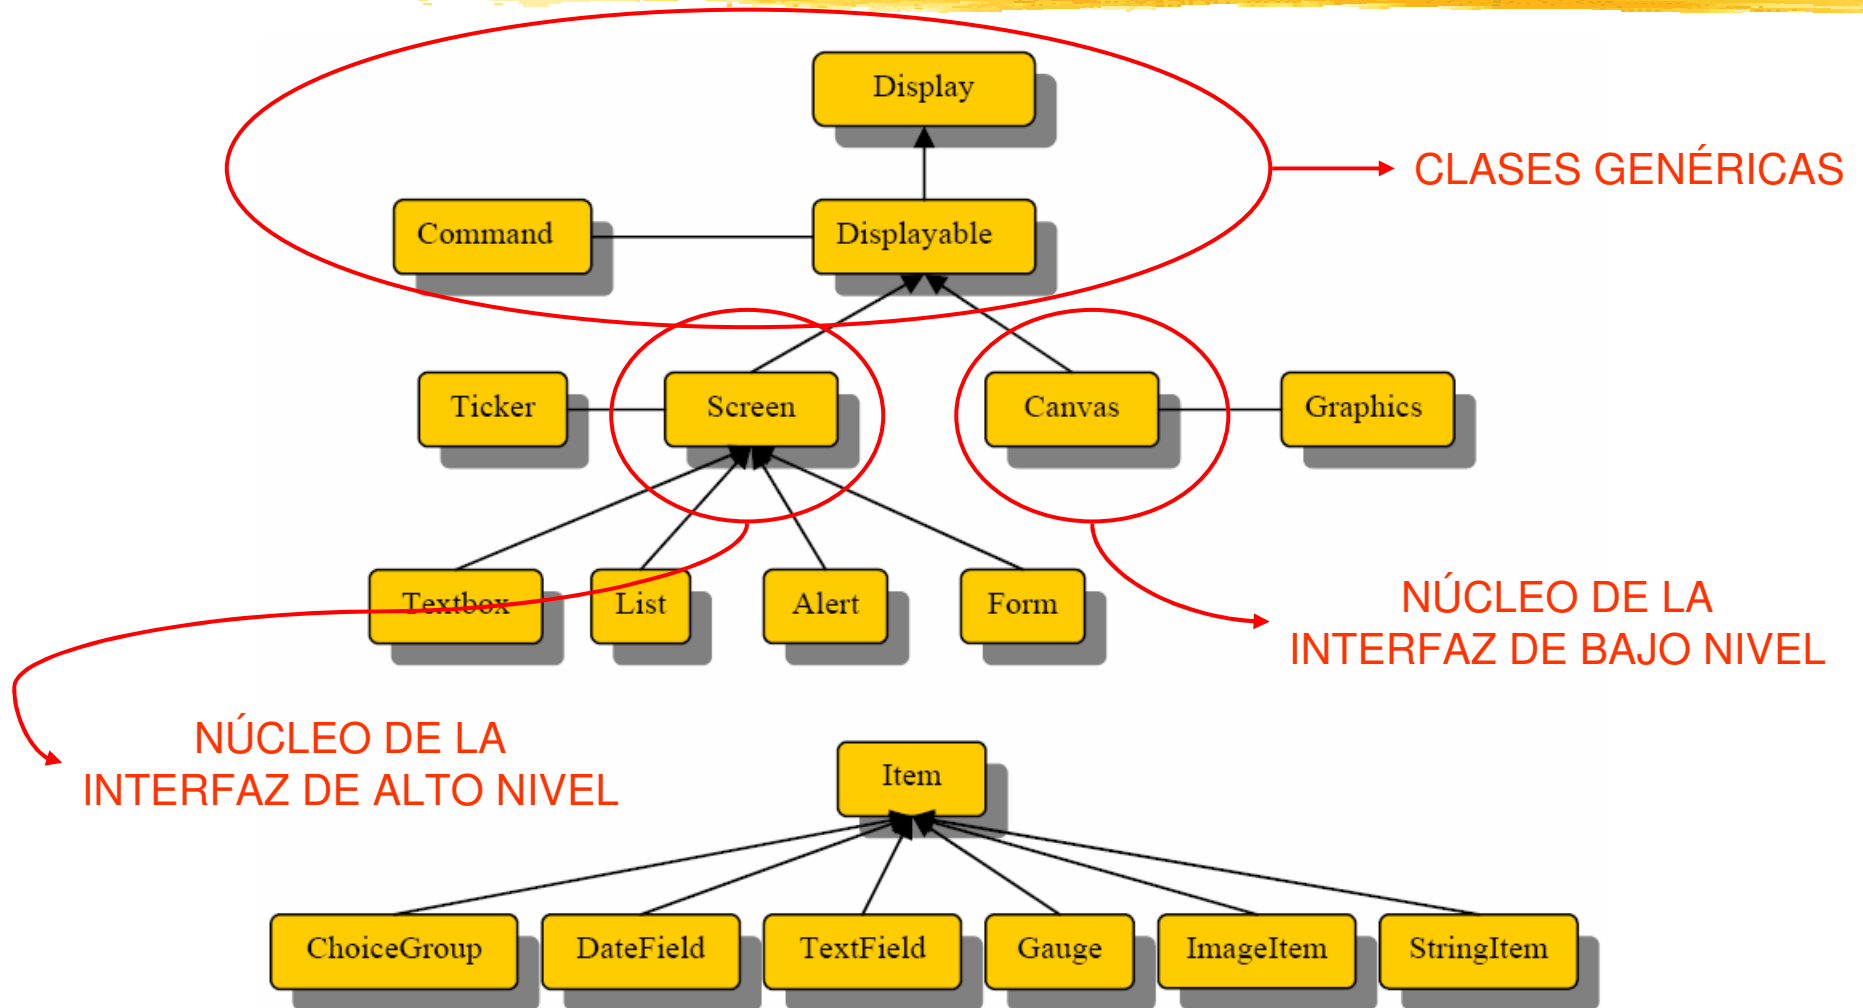 Display
CLASES GENÉRICAS
Command
Displayable
Ticker
Screen
Canvas
Graphics
Textbox
List
Alert
Form
NÚCLEO DE LA
INTERFAZ DE BAJO NIVEL
NÚCLEO DE LA
INTERFAZ DE ALTO NIVEL
Item
ChoiceGroup
DateField
TextField
Gauge
ImageItem
StringItem